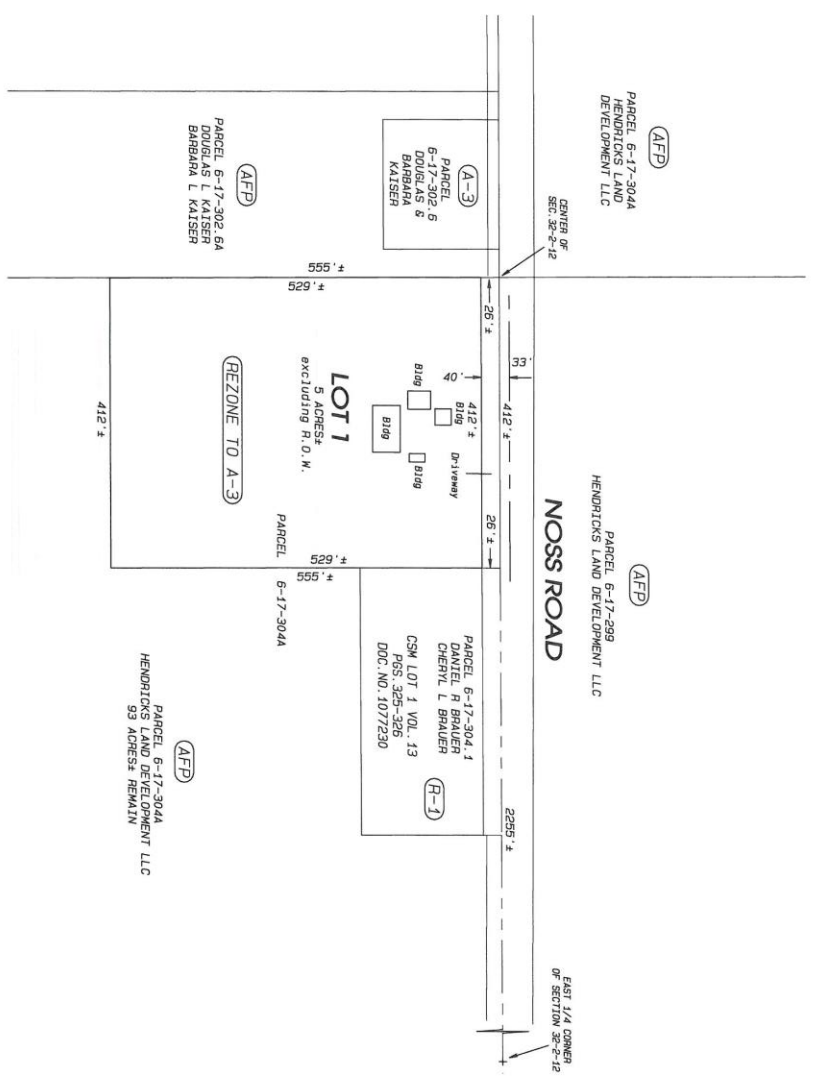 AFP
PARCEL 6-17-304A
HENDRICKS LAND
DEVELOPMENT LLC
CENTER OF
SEC. 32-2-12
AFP
PARCEL 6-17-299
HENDRICKS LAND DEVELOPMENT LLC
EAST 1/4 CORNER
OF SECTION 32-2-12
NOSS ROAD
33'
412'±
2255'±
26'±
40'
412'±
26'±
Driveway
Bldg
Bldg
Bldg
Bldg
A-3
PARCEL
6-17-302.6
DOUGLAS &
BARBARA
KAISER
AFP
PARCEL 6-17-302.6A
DOUGLAS L KAISER
BARBARA L KAISER
555'±
529'±
LOT 1
5 ACRES±
excluding R.O.W.
REZONE TO A-3
412'±
529'±
555'±
PARCEL 6-17-304A
PARCEL 6-17-304.1
DANIEL R BRAUER
CHERYL L BRAUER
CSM LOT 1 VOL. 13
PGS. 325-326
DOC. NO. 1077230
R-1
AFP
PARCEL 6-17-304A
HENDRICKS LAND DEVELOPMENT LLC
93 ACRES± REMAIN